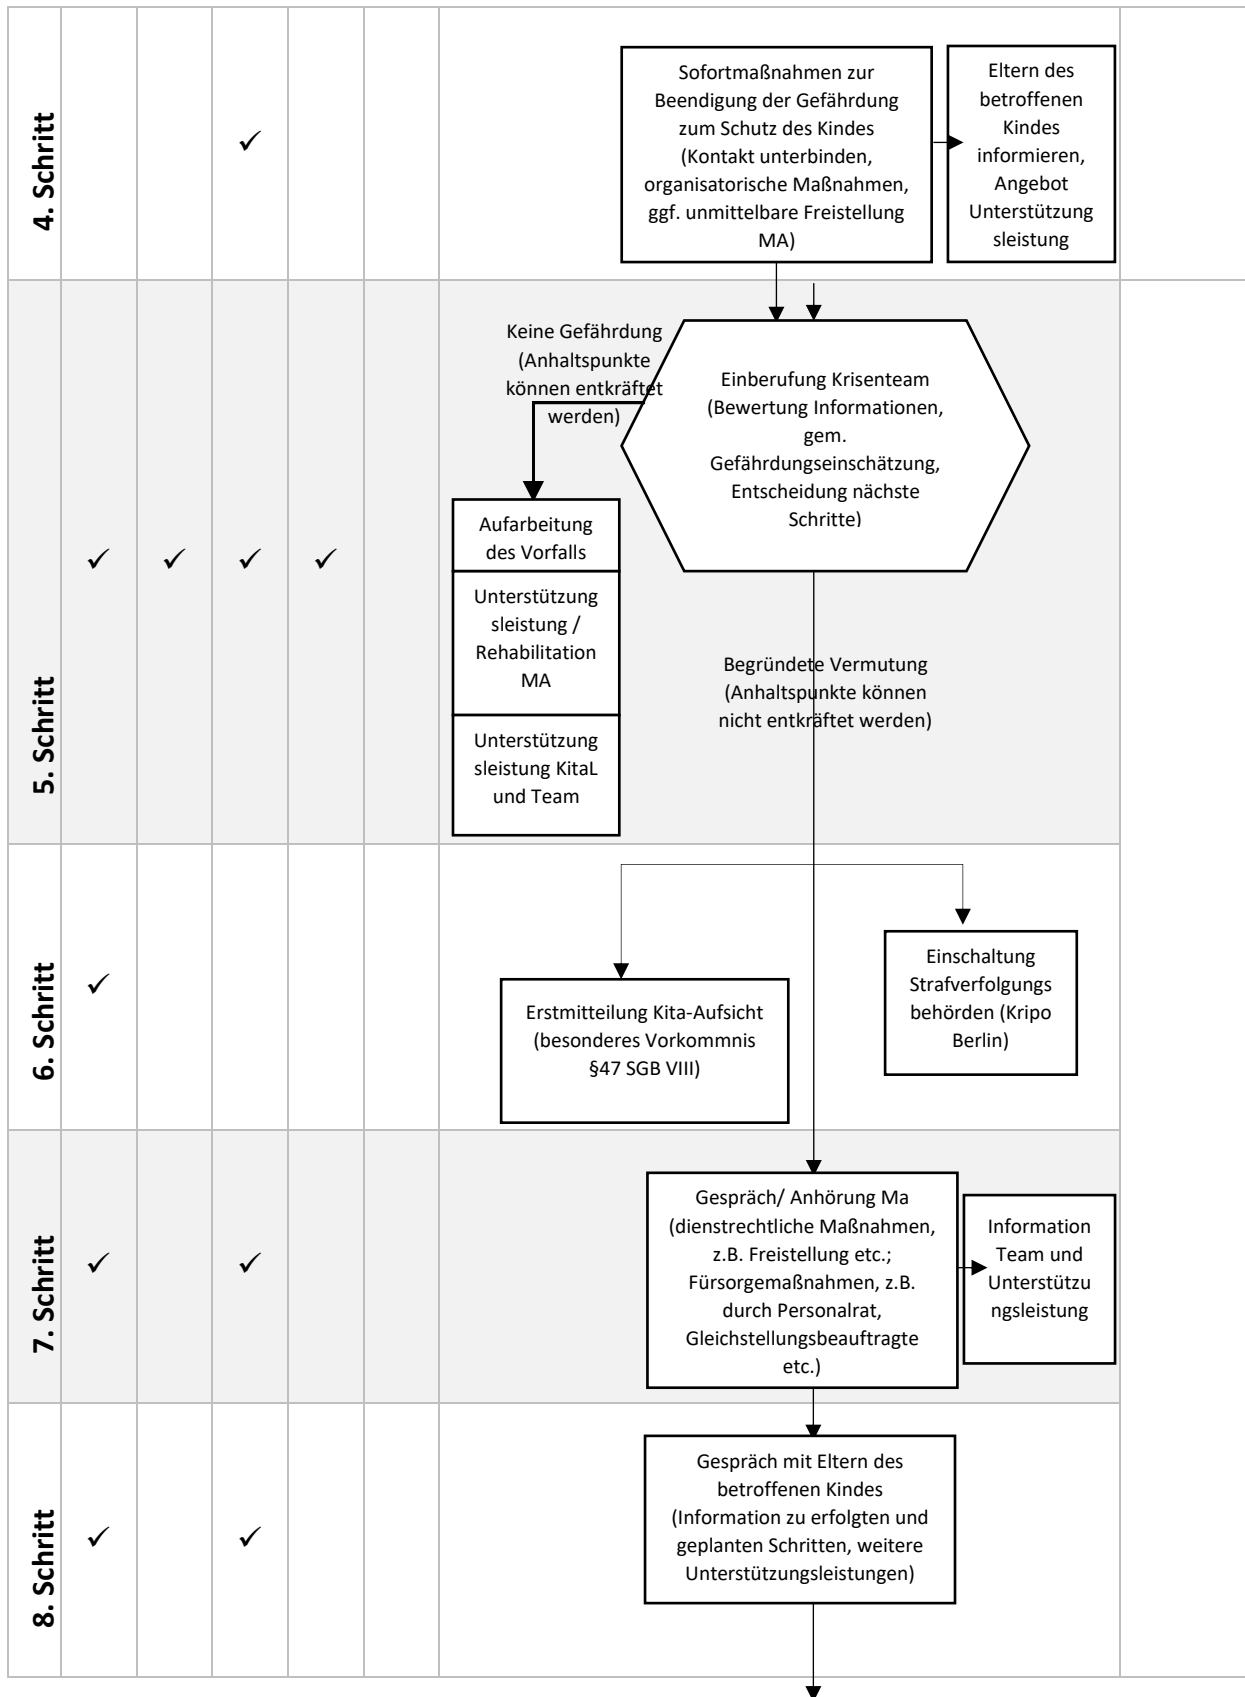 4. Schritt
✓
Sofortmaßnahmen zur
Beendigung der Gefährdung
zum Schutz des Kindes
(Kontakt unterbinden,
organisatorische Maßnahmen,
ggf. unmittelbare Freistellung
MA)
Eltern des
betroffenen
Kindes
informieren,
Angebot
Unterstützung
sleistung
5. Schritt
✓ ✓ ✓ ✓
Keine Gefährdung
(Anhaltspunkte
können entkräftet
werden)
Einberufung Krisenteam
(Bewertung Informationen,
gem.
Gefährdungseinschätzung,
Entscheidung nächste
Schritte)
Aufarbeitung
des Vorfalls
Unterstützung
sleistung /
Rehabilitation
MA
Unterstützung
sleistung KitaL
und Team
Begründete Vermutung
(Anhaltspunkte können
nicht entkräftet werden)
6. Schritt
✓
Erstmitteilung Kita-Aufsicht
(besonderes Vorkommnis
§47 SGB VIII)
Einschaltung
Strafverfolgungs
behörden (Kripo
Berlin)
7. Schritt
✓ ✓
Gespräch/ Anhörung Ma
(dienstrechtliche Maßnahmen,
z.B. Freistellung etc.;
Fürsorgemaßnahmen, z.B.
durch Personalrat,
Gleichstellungsbeauftragte
etc.)
Information
Team und
Unterstützu
ngsleistung
8. Schritt
✓ ✓
Gespräch mit Eltern des
betroffenen Kindes
(Information zu erfolgten und
geplanten Schritten, weitere
Unterstützungsleistungen)